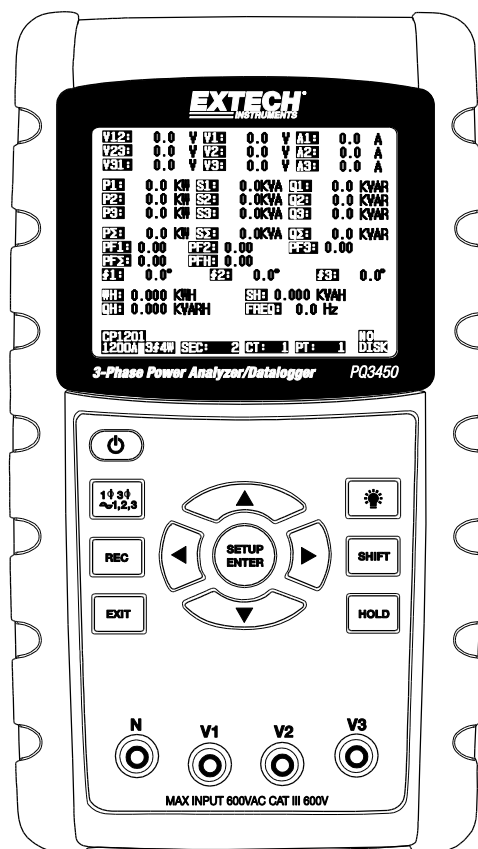 EXTECH
INSTRUMENTS
V12: 0.0 V V1: 0.0 V A1: 0.0 A
V23: 0.0 V V2: 0.0 V A2: 0.0 A
V31: 0.0 V V3: 0.0 V A3: 0.0 A
P1: 0.0 KW S1: 0.0KVA Q1: 0.0 KVAR
P2: 0.0 KW S2: 0.0KVA Q2: 0.0 KVAR
P3: 0.0 KW S3: 0.0KVA Q3: 0.0 KVAR
PΣ: 0.0 KW SΣ: 0.0KVA QΣ: 0.0 KVAR
PF1: 0.00 PF2: 0.00 PF3: 0.00
PFΣ: 0.00 PFH: 0.00
ϕ1: 0.0° ϕ2: 0.0° ϕ3: 0.0°
WH: 0.000 KWH SH: 0.000 KVAH
QH: 0.000 KVARH FREQ: 0.0 Hz
CP1201 NO
1200A 3ϕ4W SEC: 2 CT: 1 PT: 1 DISK
3-Phase Power Analyzer/Datalogger PQ3450
1ϕ 3ϕ
~1,2,3
REC
SETUP
ENTER
SHIFT
EXIT
HOLD
N V1 V2 V3
MAX INPUT 600VAC CAT III 600V